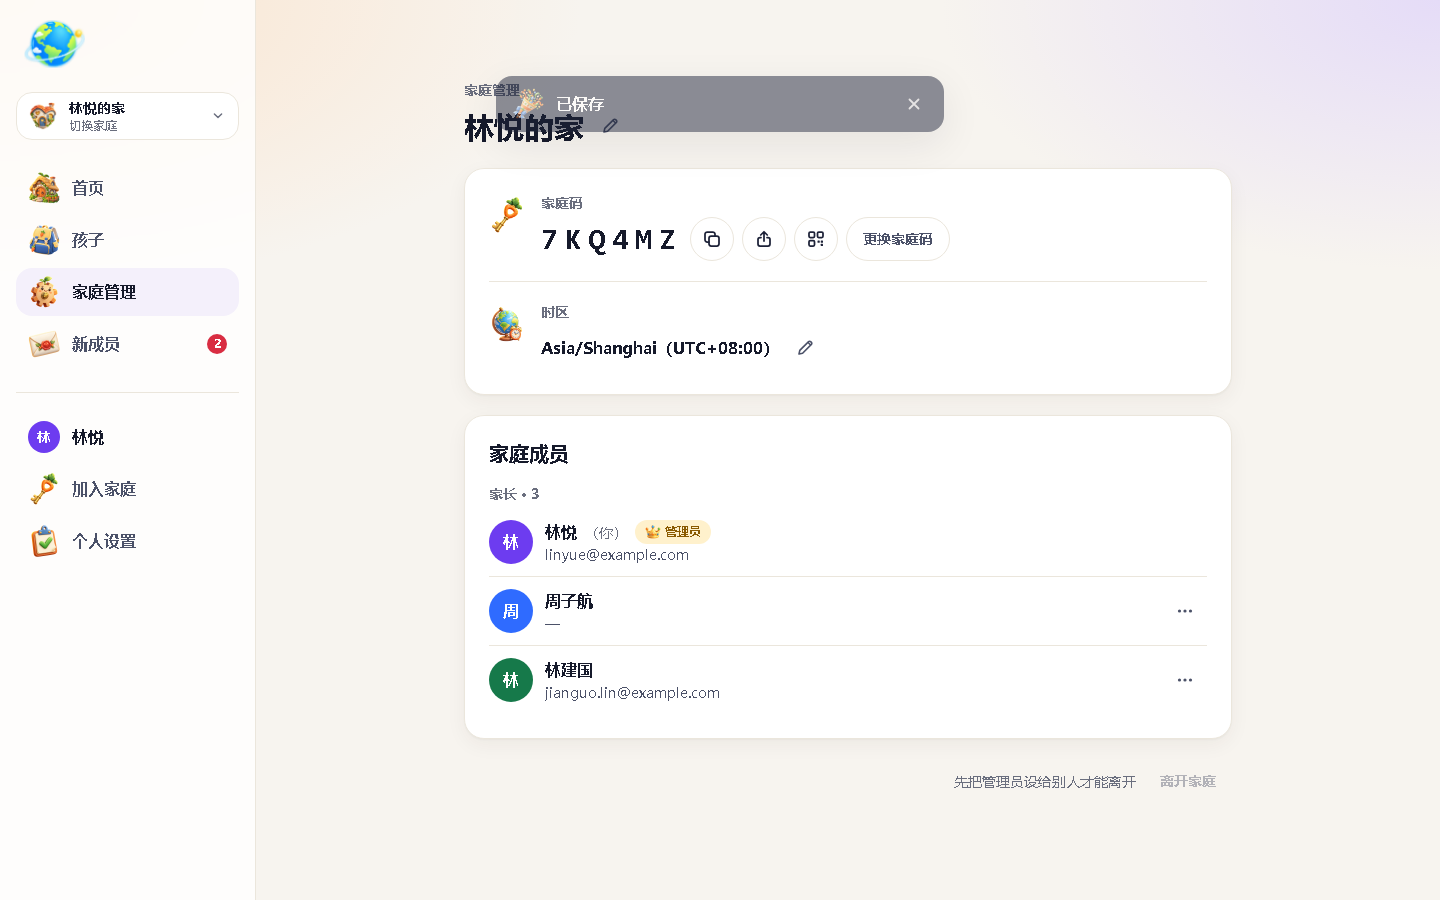 林悦的家
切换家庭
首页
孩子
家庭管理
新成员
2
林
林悦
加入家庭
个人设置
家庭管理
已保存
林悦的家
家庭码
7KQ4MZ
更换家庭码
时区
Asia/Shanghai（UTC+08:00）
家庭成员
家长 • 3
林
林悦 （你） 管理员
linyue@example.com
周
周子航
—
林
林建国
jianguo.lin@example.com
先把管理员设给别人才能离开 离开家庭